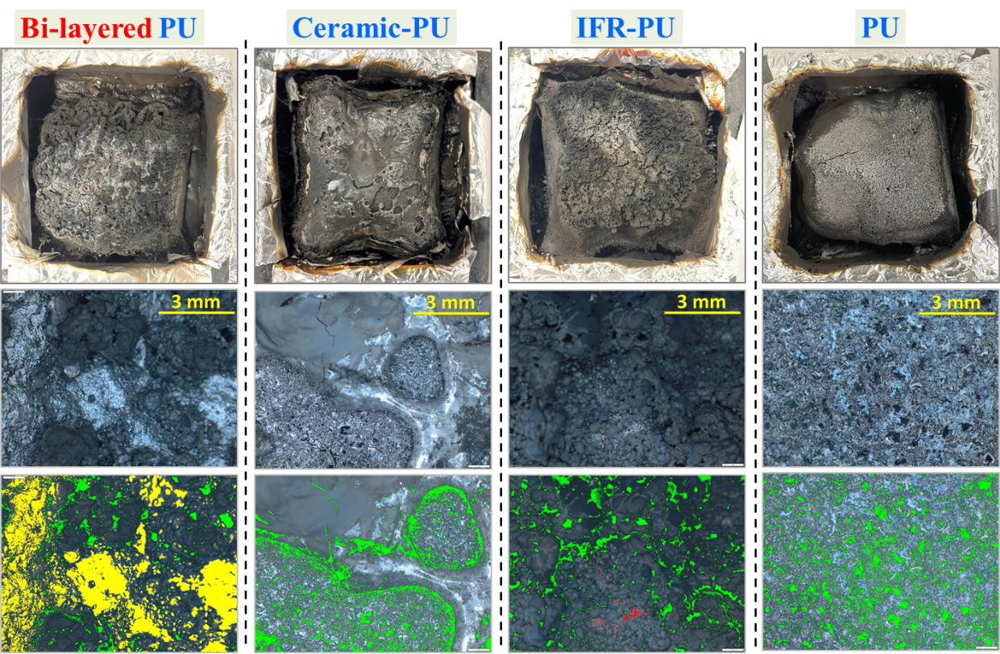 Bi-layered PU
Ceramic-PU
IFR-PU
PU
3 mm
3 mm
3 mm
3 mm